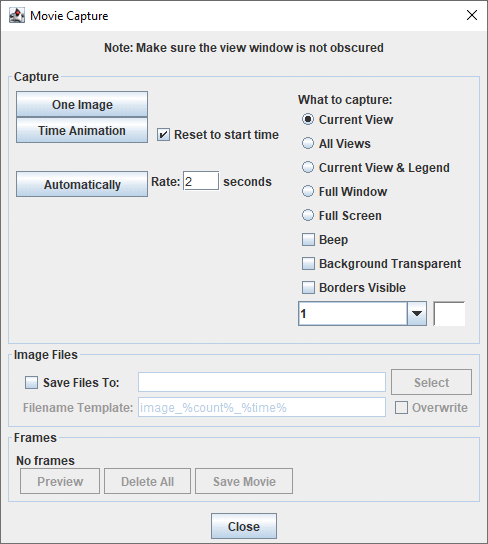 Movie Capture
Note: Make sure the view window is not obscured
Capture
One Image
Time Animation
Reset to start time
Automatically
Rate: 2 seconds
What to capture:
Current View
All Views
Current View & Legend
Full Window
Full Screen
Beep
Background Transparent
Borders Visible
1
Image Files
Save Files To:
Select
Filename Template: image_%count%_%time%
Overwrite
Frames
No frames
Preview
Delete All
Save Movie
Close